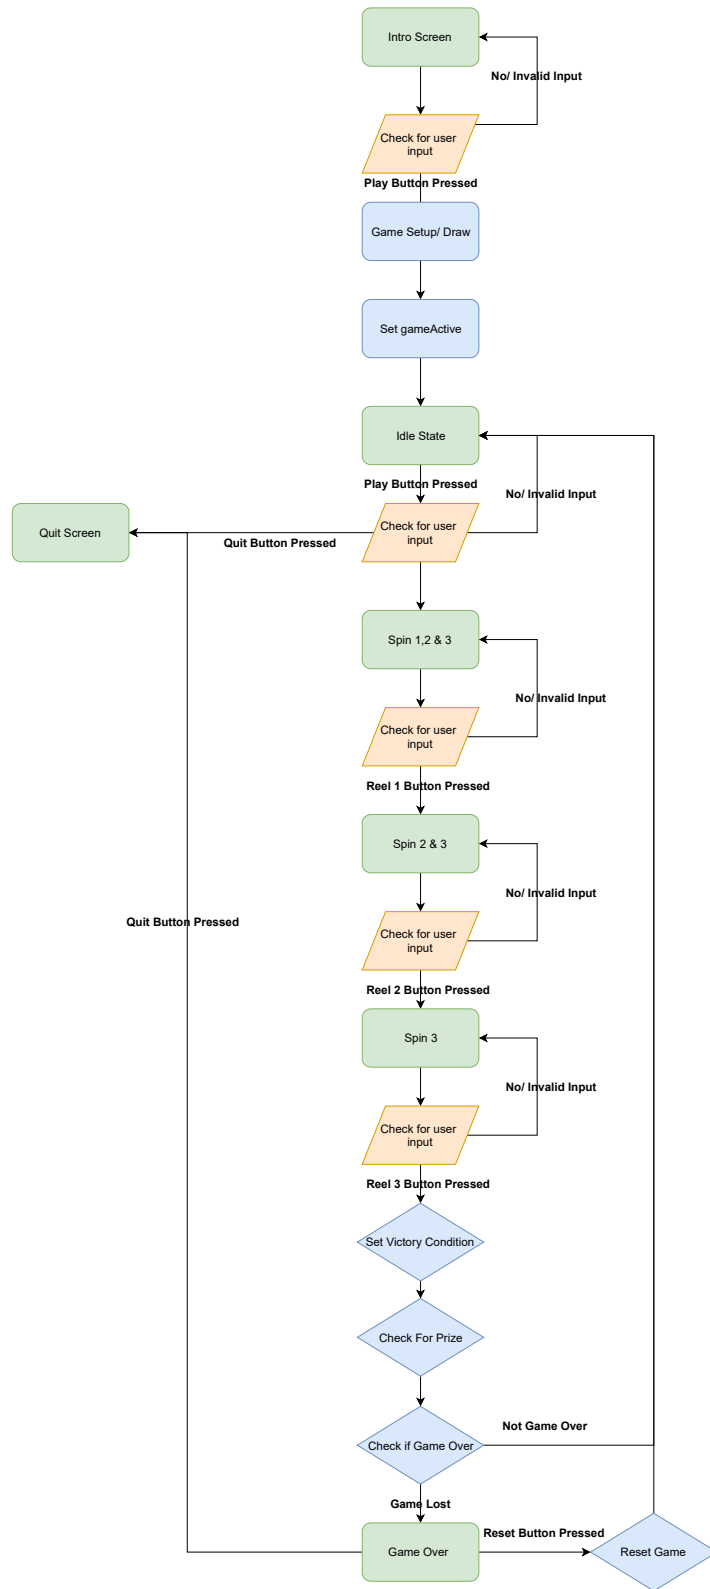 Intro Screen
No/ Invalid Input
Check for user
input
Play Button Pressed
Game Setup/ Draw
Set gameActive
Idle State
Play Button Pressed
No/ Invalid Input
Quit Screen
Check for user
input
Quit Button Pressed
Spin 1,2 & 3
No/ Invalid Input
Check for user
input
Reel 1 Button Pressed
Spin 2 & 3
No/ Invalid Input
Quit Button Pressed
Check for user
input
Reel 2 Button Pressed
Spin 3
No/ Invalid Input
Check for user
input
Reel 3 Button Pressed
Set Victory Condition
Check For Prize
Not Game Over
Check if Game Over
Game Lost
Reset Button Pressed
Game Over
Reset Game